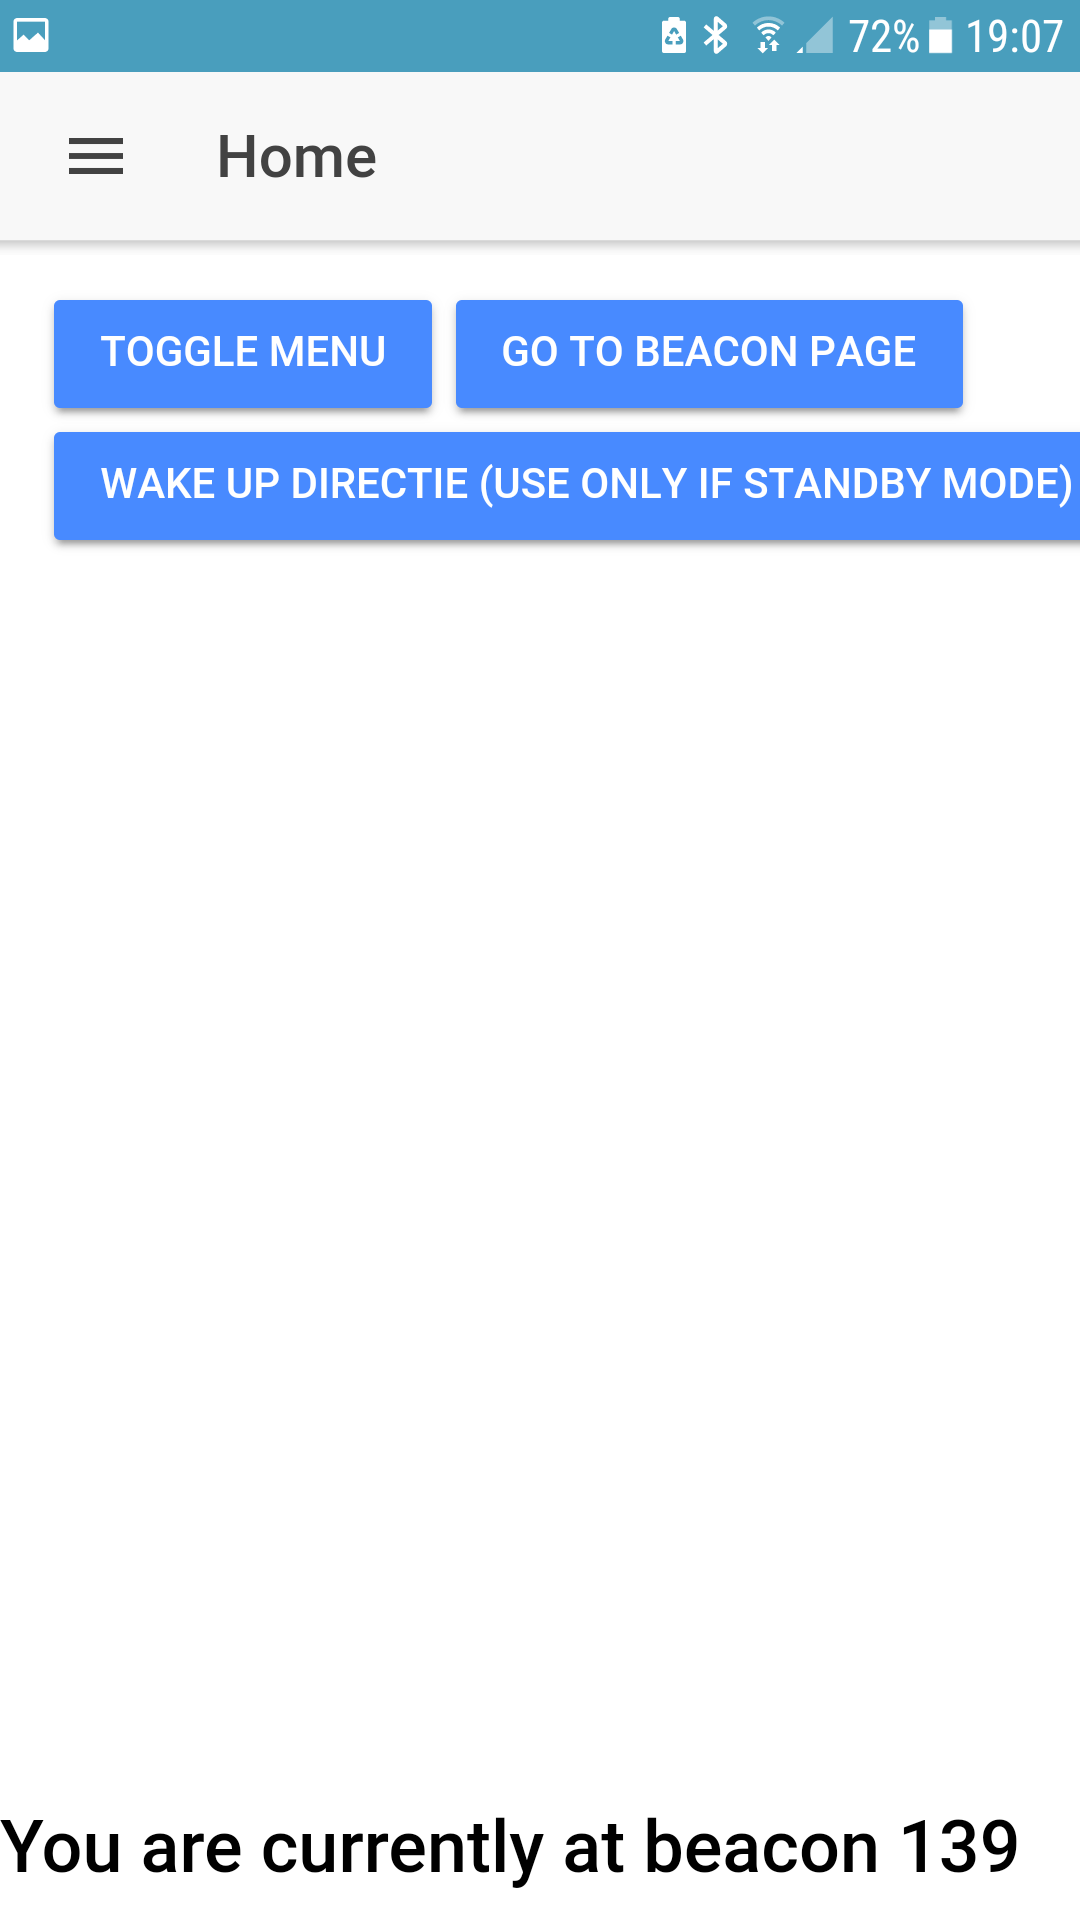 72% 19:07
Home
TOGGLE MENU GO TO BEACON PAGE
WAKE UP DIRECTIE (USE ONLY IF STANDBY MODE)
You are currently at beacon 139